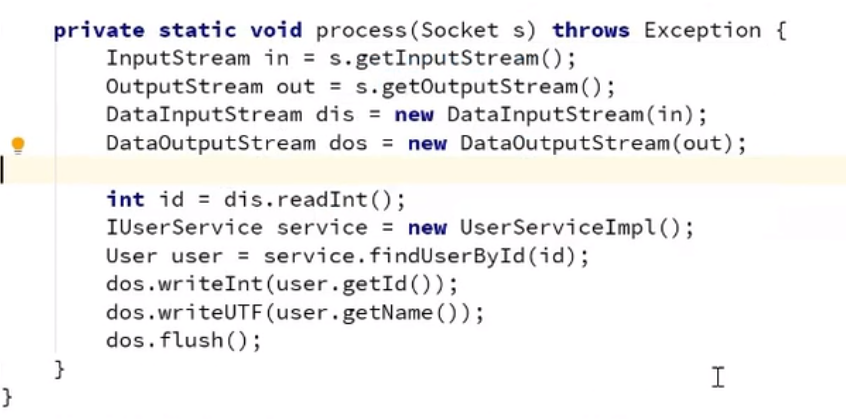 private static void process(Socket s) throws Exception {
InputStream in = s.getInputStream();
OutputStream out = s.getOutputStream();
DataInputStream dis = new DataInputStream(in);
DataOutputStream dos = new DataOutputStream(out);
int id = dis.readInt();
IUserService service = new UserServiceImpl();
User user = service.findUserById(id);
dos.writeInt(user.getId());
dos.writeUTF(user.getName());
dos.flush();
}
}